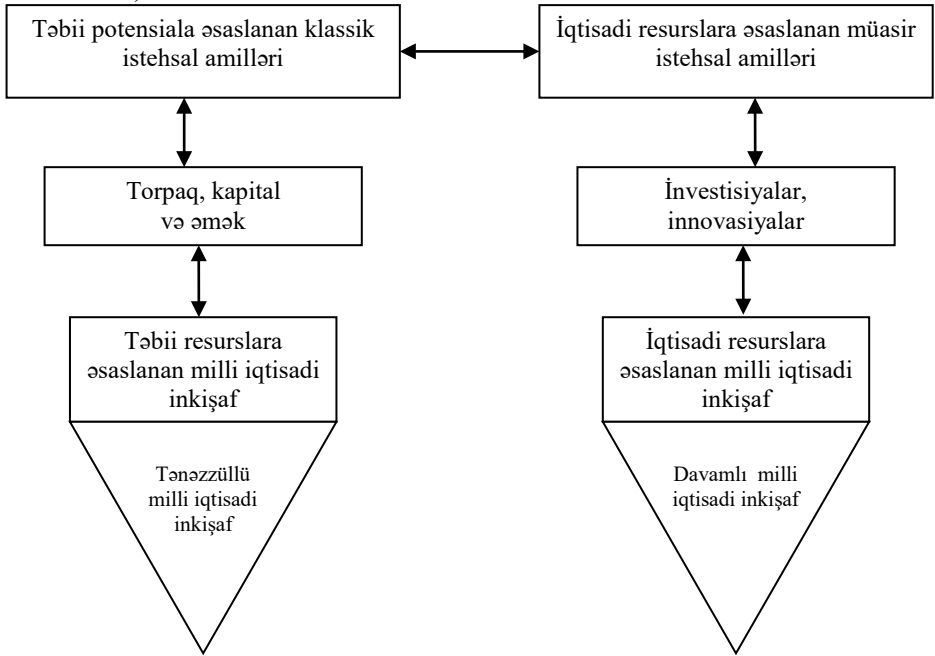 Təbii potensiala əsaslanan klassik
istehsal amilləri
İqtisadi resurslara əsaslanan müasir
istehsal amilləri
Torpaq, kapital
və əmək
İnvestisiyalar,
innovasiyalar
Təbii resurslara
əsaslanan milli iqtisadi
inkişaf
İqtisadi resurslara
əsaslanan milli iqtisadi
inkişaf
Tənəzzüllü
milli iqtisadi
inkişaf
Davamlı milli
iqtisadi inkişaf